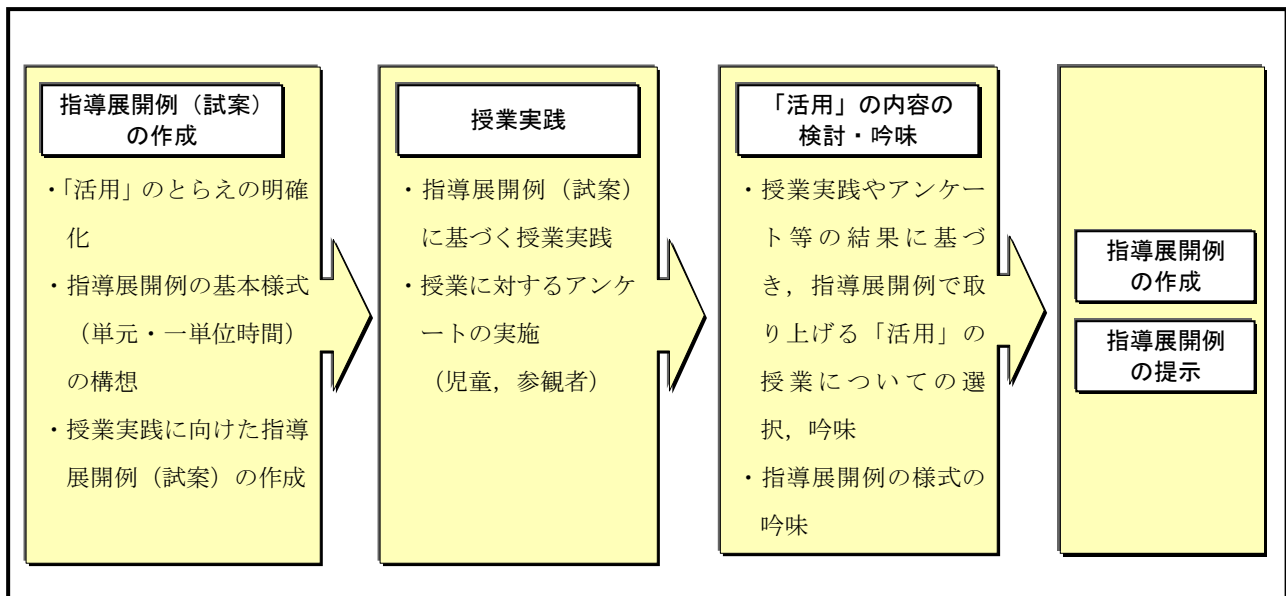 指導展開例（試案）
の作成
・「活用」のとらえの明確
化
・指導展開例の基本様式
（単元・一単位時間）
の構想
・授業実践に向けた指導
展開例（試案）の作成
授業実践
・指導展開例（試案）
に基づく授業実践
・授業に対するアンケ
ートの実施
（児童，参観者）
「活用」の内容の
検討・吟味
・授業実践やアンケー
ト等の結果に基づ
き，指導展開例で取
り上げる「活用」の
授業についての選
択，吟味
・指導展開例の様式の
吟味
指導展開例
の作成
指導展開例
の提示